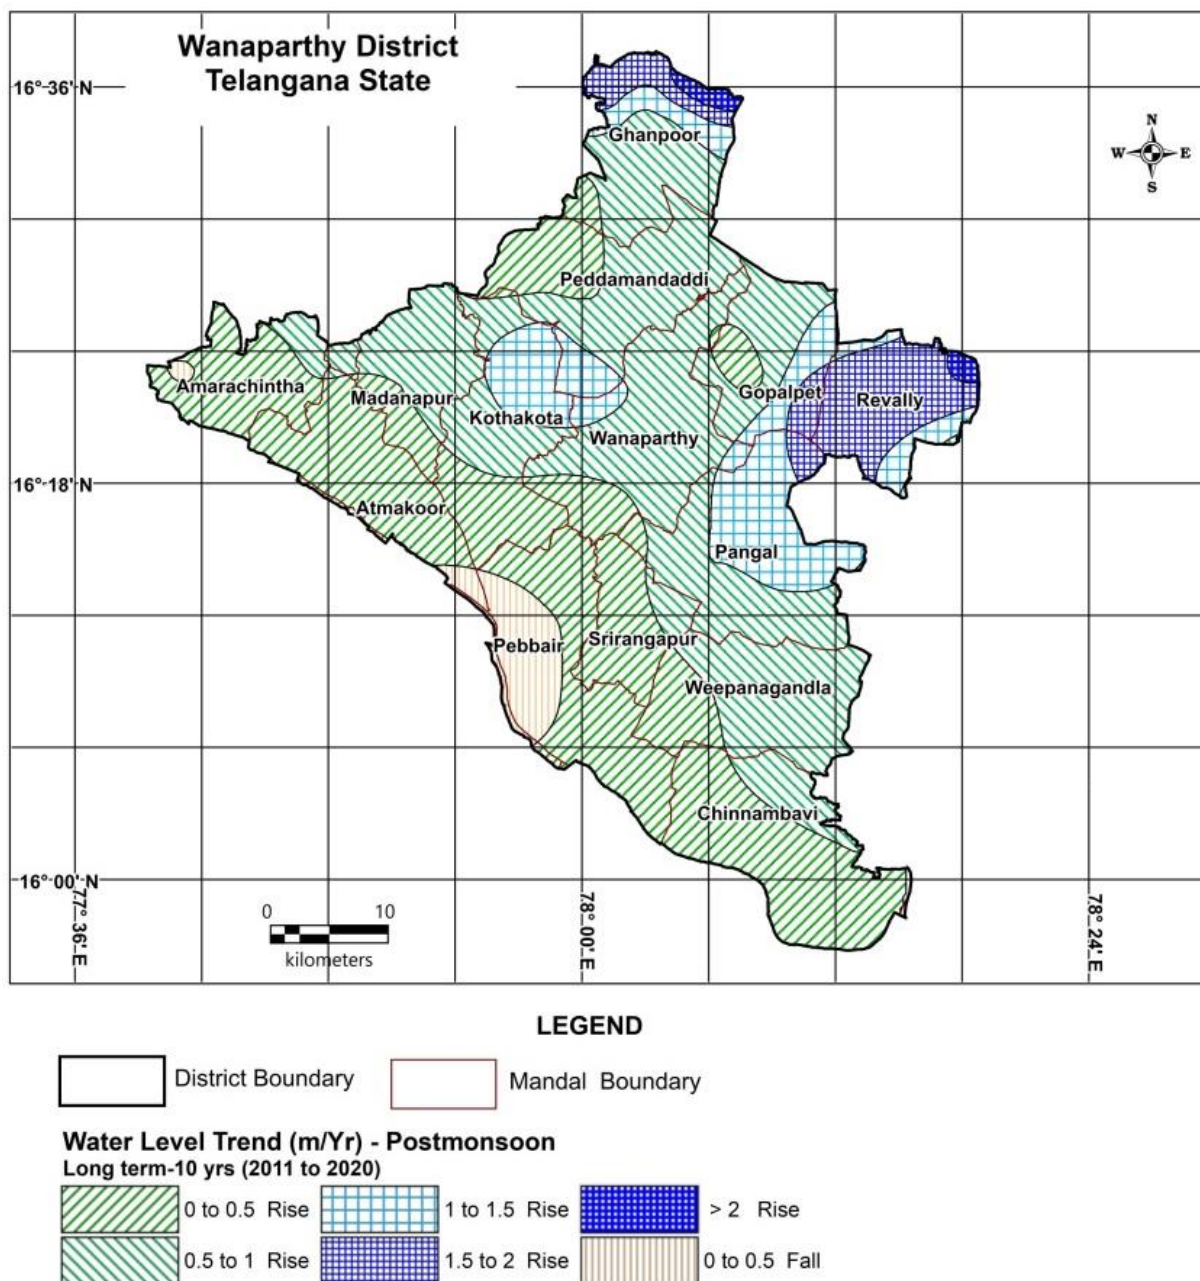 Wanaparthy District
Telangana State
16° 36' N
N
W E
S
Ghanpoor
Peddamandaddi
Amarachintha
Madanapur
Kothakota
Gopalpet
Revally
Wanaparthy
16° 18' N
Atmakoor
Pangal
Pebbair
Srirangapur
Weepanagandla
Chinnambavi
16° 00' N
77° 36' E
78° 00' E
78° 24' E
0 10
kilometers
LEGEND
District Boundary
Mandal Boundary
Water Level Trend (m/Yr) - Postmonsoon
Long term-10 yrs (2011 to 2020)
0 to 0.5 Rise
1 to 1.5 Rise
> 2 Rise
0.5 to 1 Rise
1.5 to 2 Rise
0 to 0.5 Fall